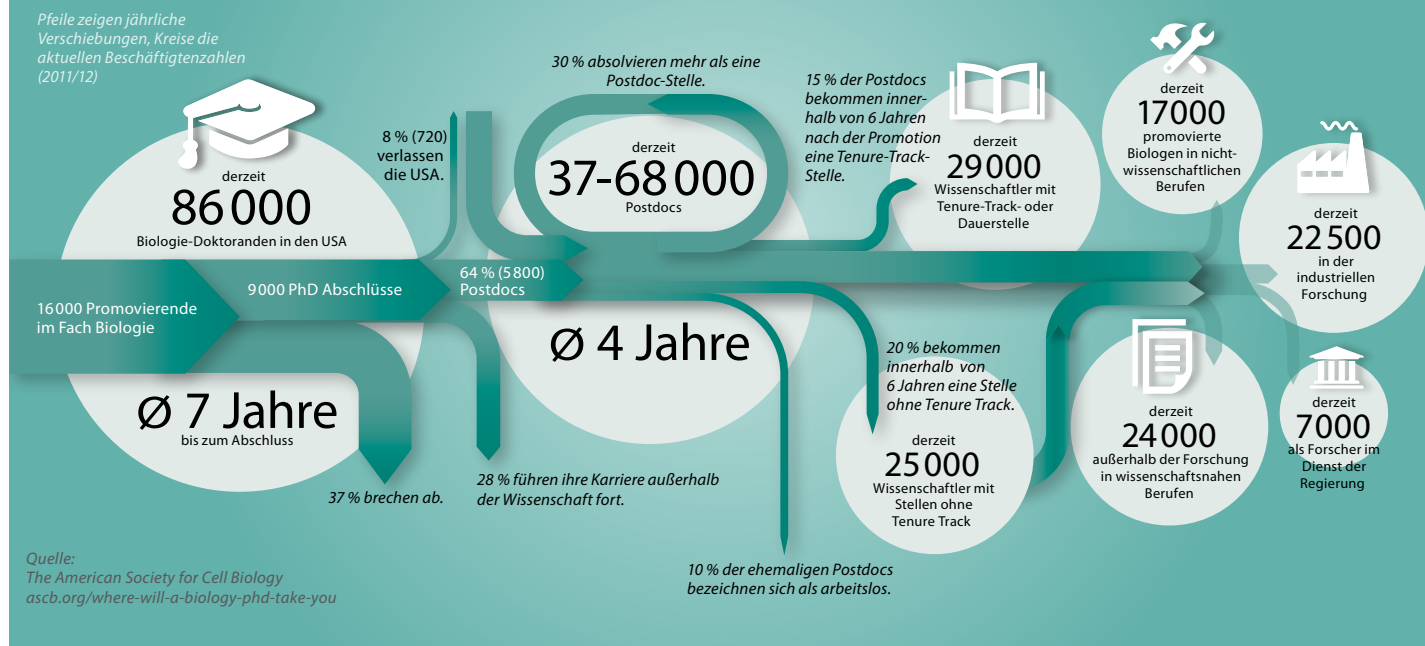 Pfeile zeigen jährliche
Verschiebungen, Kreise die
aktuellen Beschäftigtenzahlen
(2011/12)
derzeit
86 000
Biologie-Doktoranden in den USA
16 000 Promovierende
im Fach Biologie
9 000 PhD Abschlüsse
Ø 7 Jahre
bis zum Abschluss
37 % brechen ab.
8 % (720)
verlassen
die USA.
64 % (5 800)
Postdocs
28 % führen ihre Karriere außerhalb
der Wissenschaft fort.
30 % absolvieren mehr als eine
Postdoc-Stelle.
derzeit
37-68 000
Postdocs
Ø 4 Jahre
10 % der ehemaligen Postdocs
bezeichnen sich als arbeitslos.
15 % der Postdocs
bekommen inner-
halb von 6 Jahren
nach der Promotion
eine Tenure-Track-
Stelle.
derzeit
29 000
Wissenschaftler mit
Tenure-Track- oder
Dauerstelle
20 % bekommen
innerhalb von
6 Jahren eine Stelle
ohne Tenure Track.
derzeit
25 000
Wissenschaftler mit
Stellen ohne
Tenure Track
derzeit
17 000
promovierte
Biologen in nicht-
wissenschaftlichen
Berufen
derzeit
22 500
in der
industriellen
Forschung
derzeit
24 000
außerhalb der Forschung
in wissenschaftsnahen
Berufen
derzeit
7 000
als Forscher im
Dienst der
Regierung
Quelle:
The American Society for Cell Biology
ascb.org/where-will-a-biology-phd-take-you